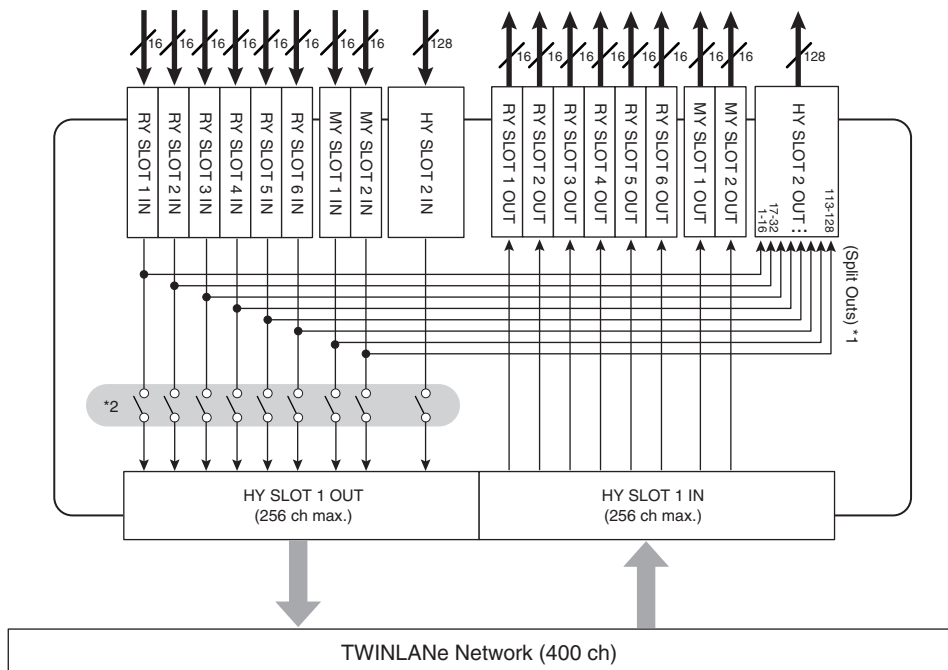 16 16 16 16 16 16 16 16 128 16 16 16 16 16 16 16 16 128
RY SLOT 1 IN
RY SLOT 2 IN
RY SLOT 3 IN
RY SLOT 4 IN
RY SLOT 5 IN
RY SLOT 6 IN
MY SLOT 1 IN
MY SLOT 2 IN
HY SLOT 2 IN
RY SLOT 1 OUT
RY SLOT 2 OUT
RY SLOT 3 OUT
RY SLOT 4 OUT
RY SLOT 5 OUT
RY SLOT 6 OUT
MY SLOT 1 OUT
MY SLOT 2 OUT
HY SLOT 2 OUT
1-16
17-32
...
113-128
(Split Outs) *1
*2
HY SLOT 1 OUT
(256 ch max.)
HY SLOT 1 IN
(256 ch max.)
TWINLANe Network (400 ch)